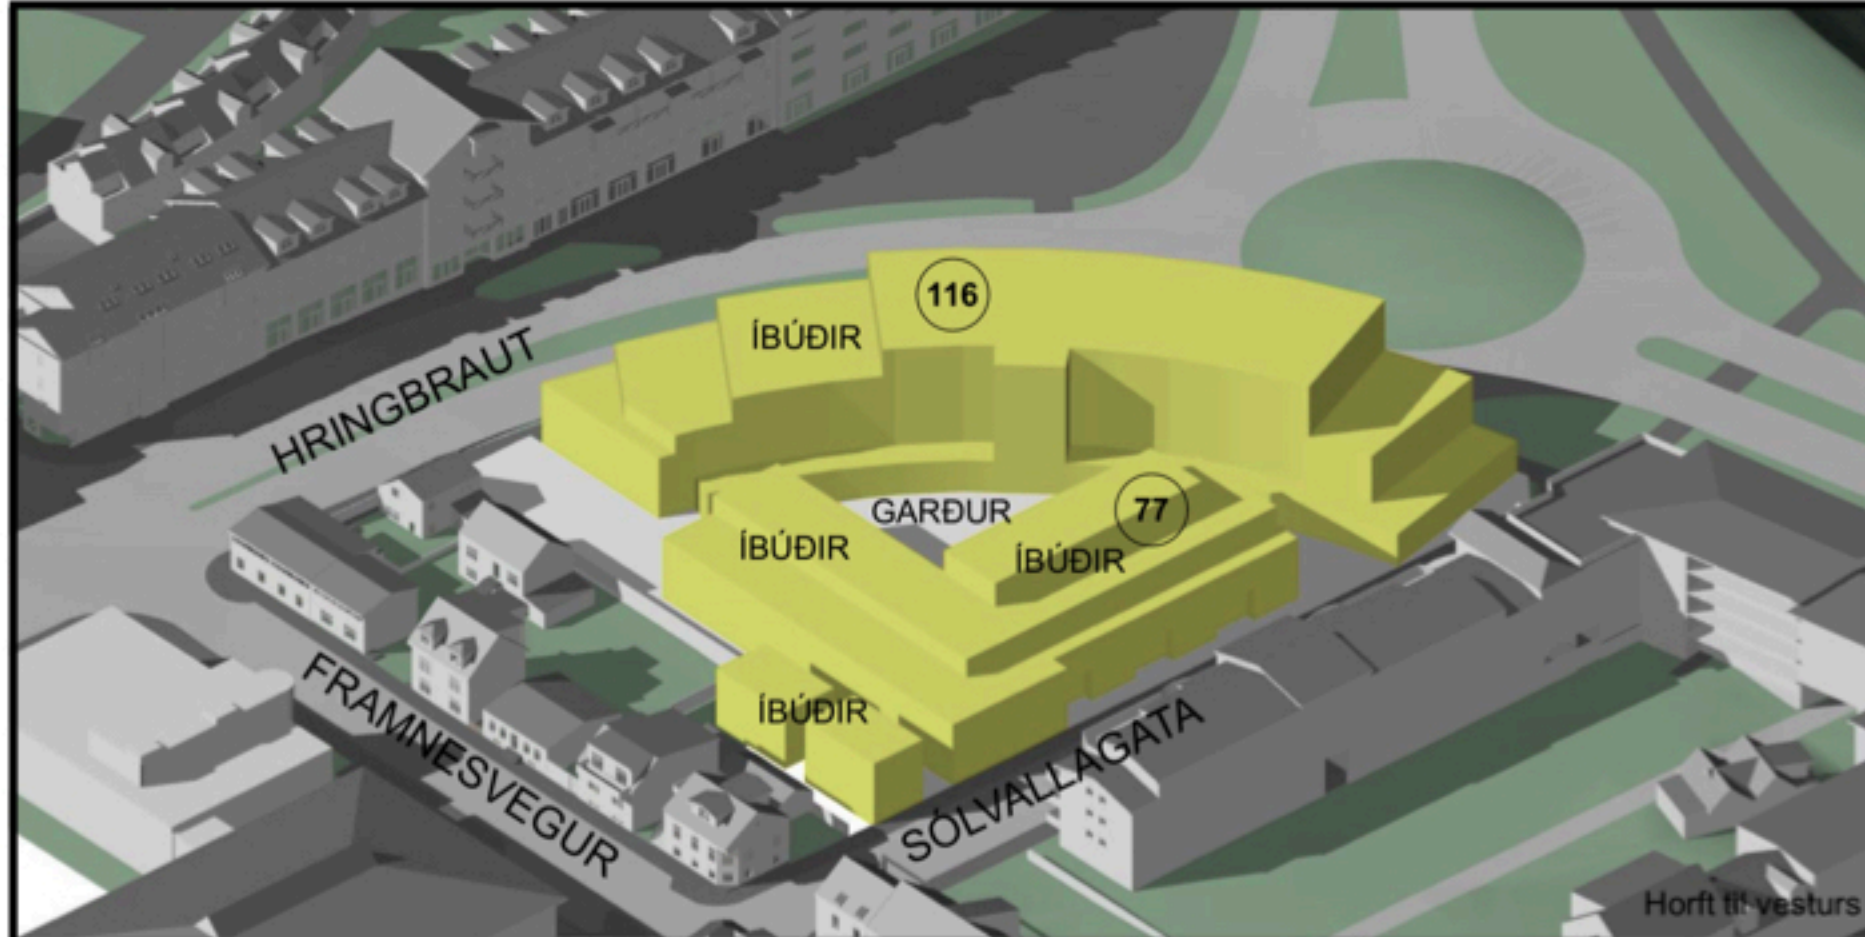 116
ÍBÚÐIR
HRINGBRAUT
GARÐUR
77
ÍBÚÐIR
ÍBÚÐIR
FRAMNESVEGUR
ÍBÚÐIR
SÓLVALLAGATA
Horft til vesturs